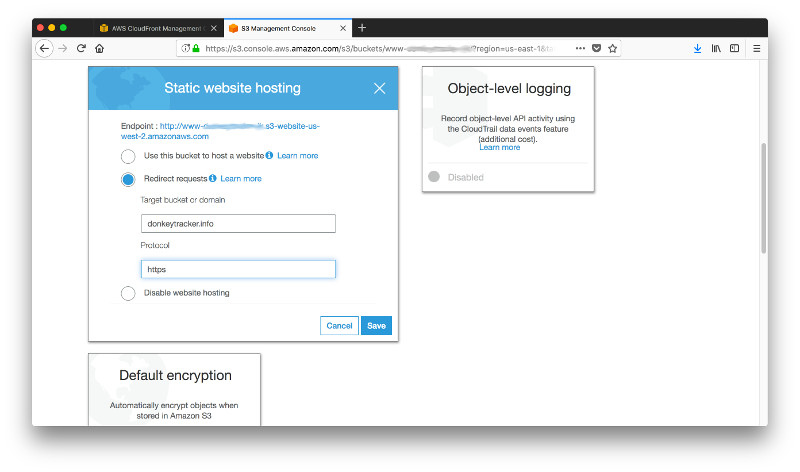 AWS CloudFront Management
S3 Management Console
https://s3.console.aws.amazon.com/s3/buckets/www-
?region=us-east-1&ta
Static website hosting
Endpoint : http://www-
.s3-website-us-
west-2.amazonaws.com
Use this bucket to host a website Learn more
Redirect requests Learn more
Target bucket or domain
donkeytracker.info
Protocol
https
Disable website hosting
Cancel
Save
Object-level logging
Record object-level API activity using
the CloudTrail data events feature
(additional cost).
Learn more
Disabled
Default encryption
Automatically encrypt objects when
stored in Amazon S3